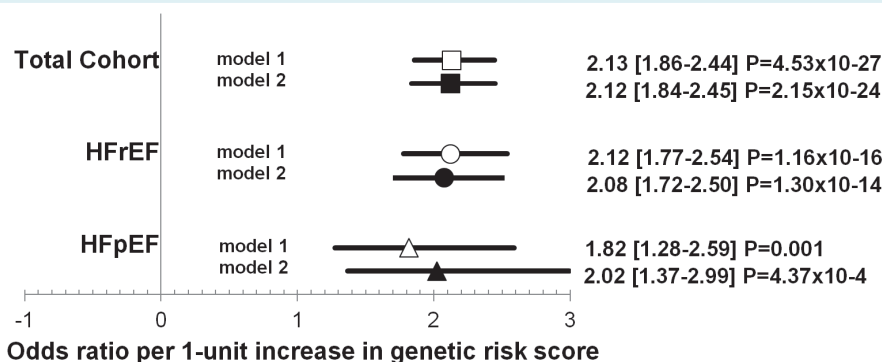 Total Cohort model 1 2.13 [1.86-2.44] P=4.53x10-27
model 2 2.12 [1.84-2.45] P=2.15x10-24
HFrEF model 1 2.12 [1.77-2.54] P=1.16x10-16
model 2 2.08 [1.72-2.50] P=1.30x10-14
HFpEF model 1 1.82 [1.28-2.59] P=0.001
model 2 2.02 [1.37-2.99] P=4.37x10-4
-1 0 1 2 3
Odds ratio per 1-unit increase in genetic risk score